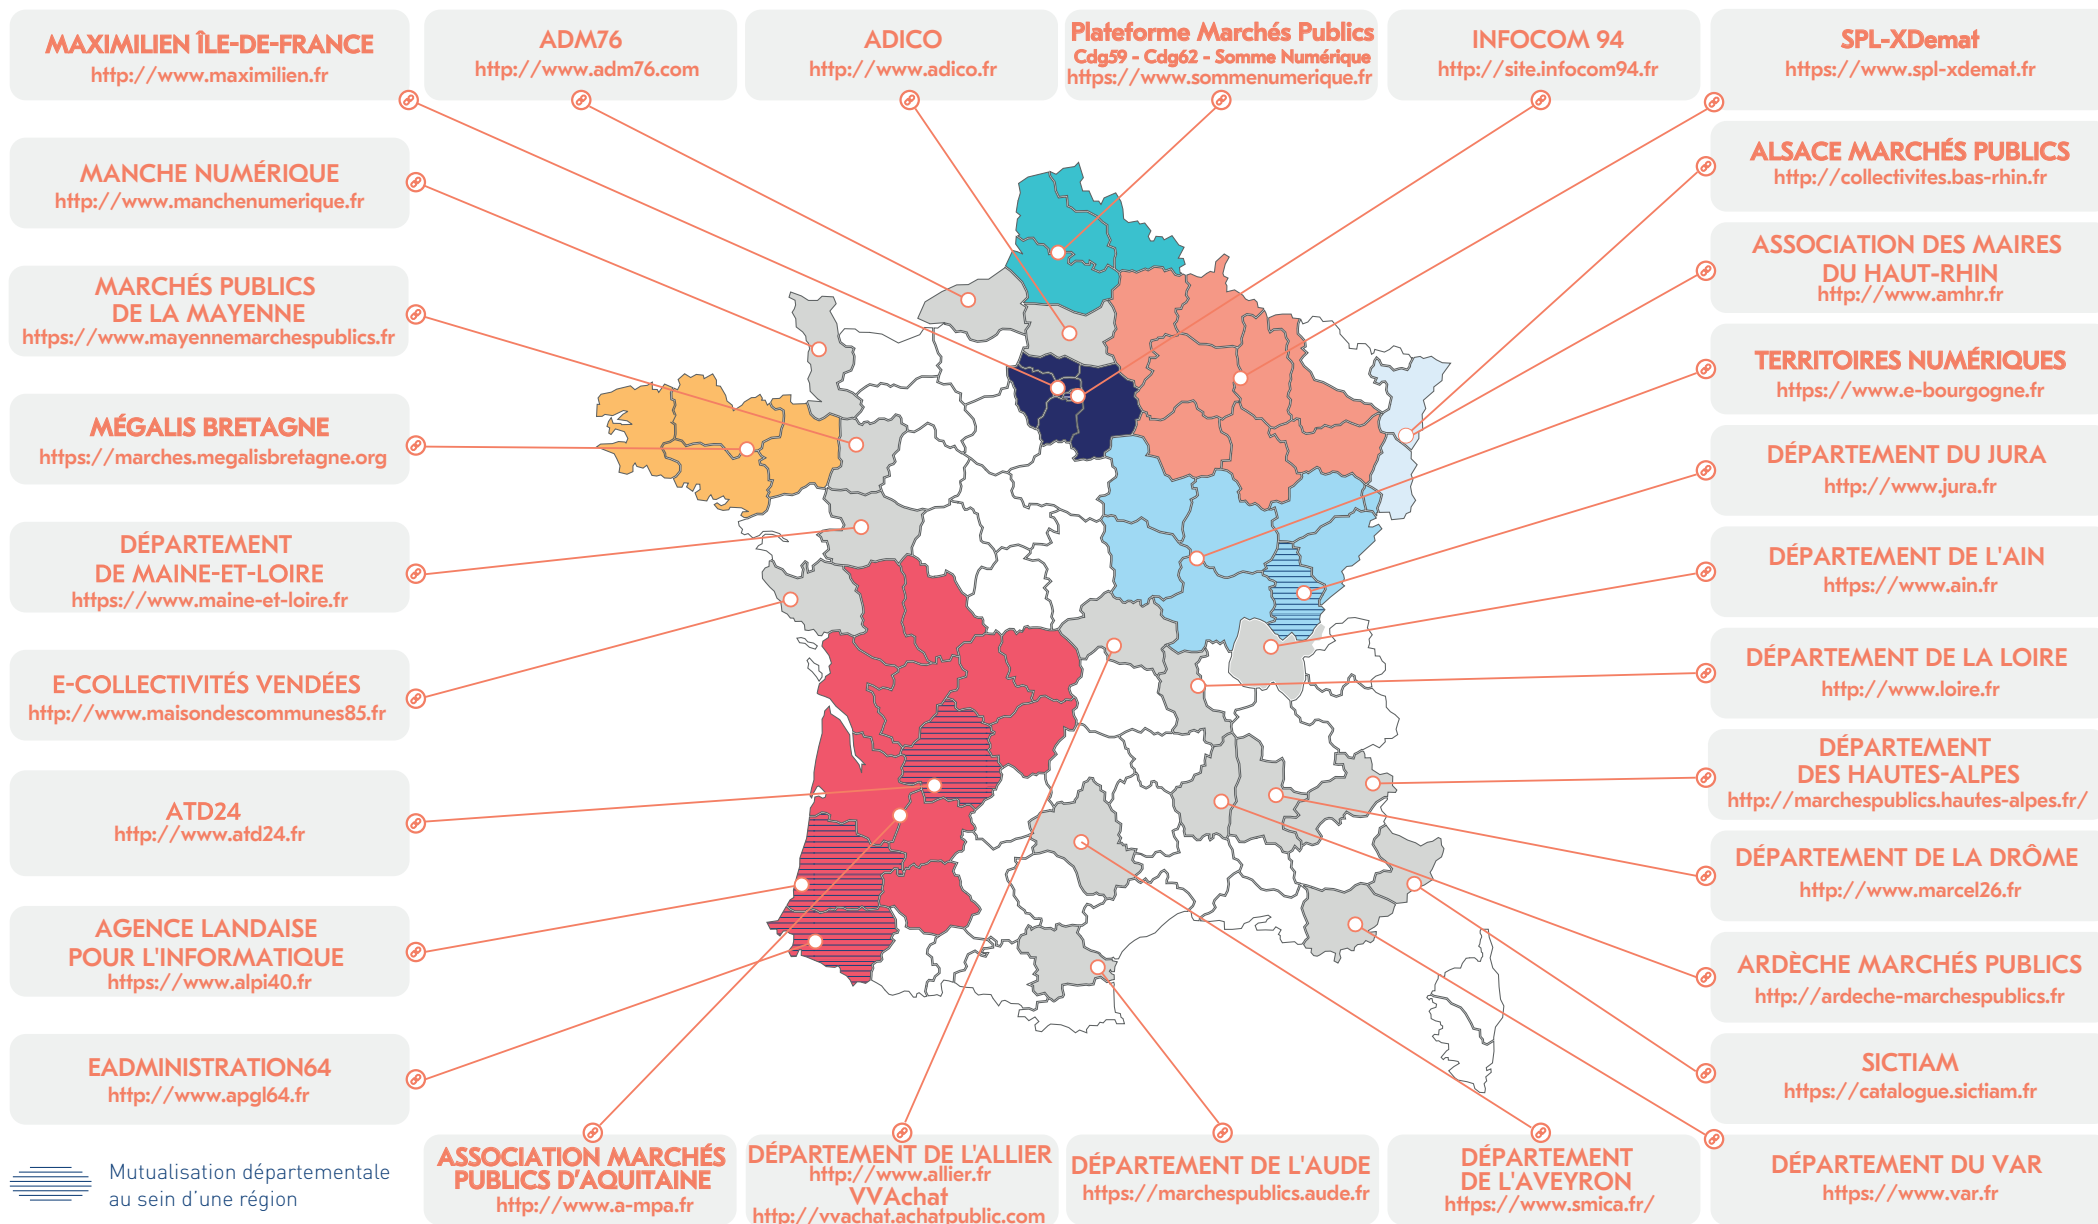 MAXIMILIEN ÎLE-DE-FRANCE
http://www.maximilien.fr
ADM76
http://www.adm76.com
ADICO
http://www.adico.fr
Plateforme Marchés Publics
Cdg59 - Cdg62 - Somme Numérique
https://www.sommenumerique.fr
INFOCOM 94
http://site.infocom94.fr
SPL-XDemat
https://www.spl-xdemat.fr
MANCHE NUMÉRIQUE
http://www.manchenumerique.fr
MARCHÉS PUBLICS
DE LA MAYENNE
https://www.mayennemarchespublics.fr
MÉGALIS BRETAGNE
https://marches.megalisbretagne.org
DÉPARTEMENT
DE MAINE-ET-LOIRE
https://www.maine-et-loire.fr
E-COLLECTIVITÉS VENDÉES
http://www.maisondescommunes85.fr
ATD24
http://www.atd24.fr
AGENCE LANDAISE
POUR L'INFORMATIQUE
https://www.alpi40.fr
EADMINISTRATION64
http://www.apgl64.fr
ALSACE MARCHÉS PUBLICS
http://collectivites.bas-rhin.fr
ASSOCIATION DES MAIRES
DU HAUT-RHIN
http://www.amhr.fr
TERRITOIRES NUMÉRIQUES
https://www.e-bourgogne.fr
DÉPARTEMENT DU JURA
http://www.jura.fr
DÉPARTEMENT DE L'AIN
https://www.ain.fr
DÉPARTEMENT DE LA LOIRE
http://www.loire.fr
DÉPARTEMENT
DES HAUTES-ALPES
http://marchespublics.hautes-alpes.fr/
DÉPARTEMENT DE LA DRÔME
http://www.marcel26.fr
ARDÈCHE MARCHÉS PUBLICS
http://ardeche-marchespublics.fr
SICTIAM
https://catalogue.sictiam.fr
DÉPARTEMENT DU VAR
https://www.var.fr
Mutualisation départementale
au sein d'une région
ASSOCIATION MARCHÉS
PUBLICS D'AQUITAINE
http://www.a-mpa.fr
DÉPARTEMENT DE L'ALLIER
http://www.allier.fr
VVAchat
http://vvachat.achatpublic.com
DÉPARTEMENT DE L'AUDE
https://marchespublics.aude.fr
DÉPARTEMENT
DE L'AVEYRON
https://www.smica.fr/